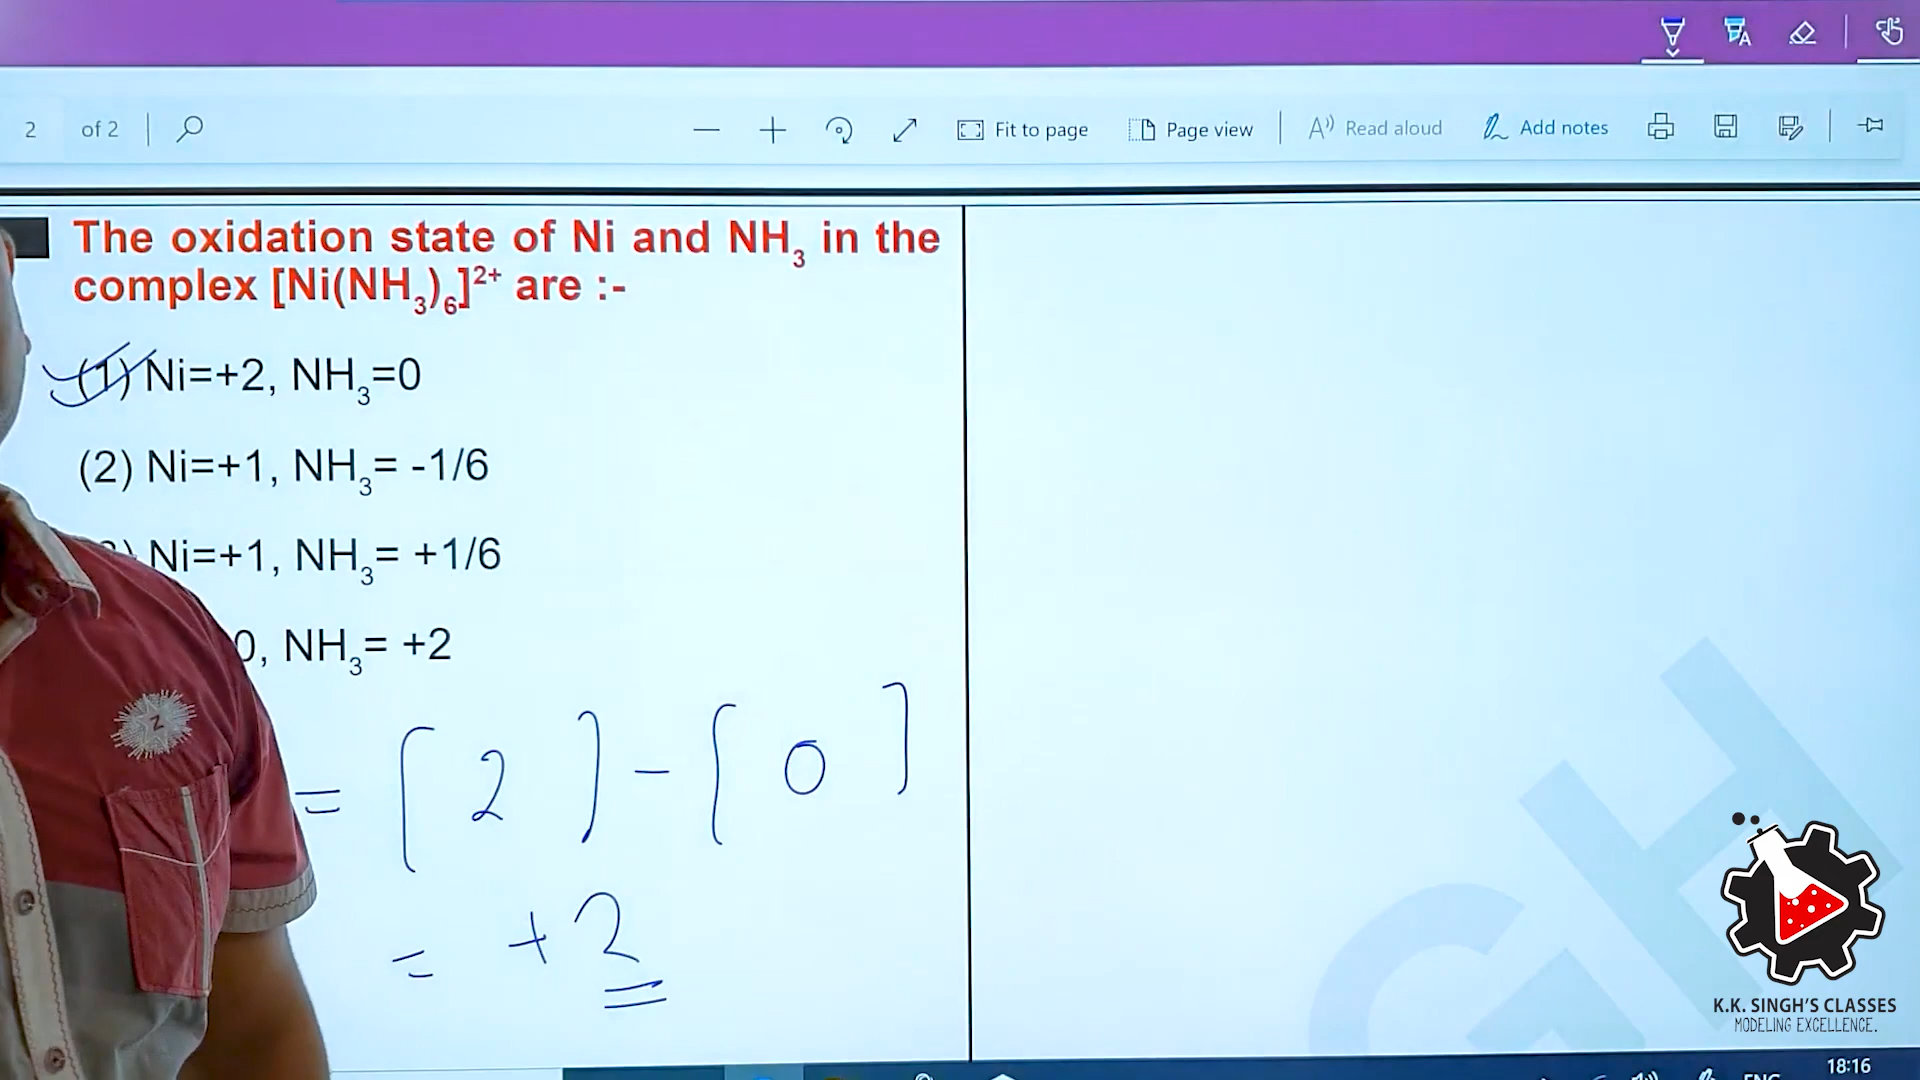 2 of 2 Fit to page Page view Read aloud Add notes
The oxidation state of Ni and NH₃ in the
complex [Ni(NH₃)₆]²⁺ are :-
(1) Ni=+2, NH₃=0
(2) Ni=+1, NH₃= -1/6
Ni=+1, NH₃= +1/6
0, NH₃= +2
= [ 2 ] - [ 0 ]
= +2
GH
Z
K.K. SINGH'S CLASSES
MODELING EXCELLENCE.
18:16